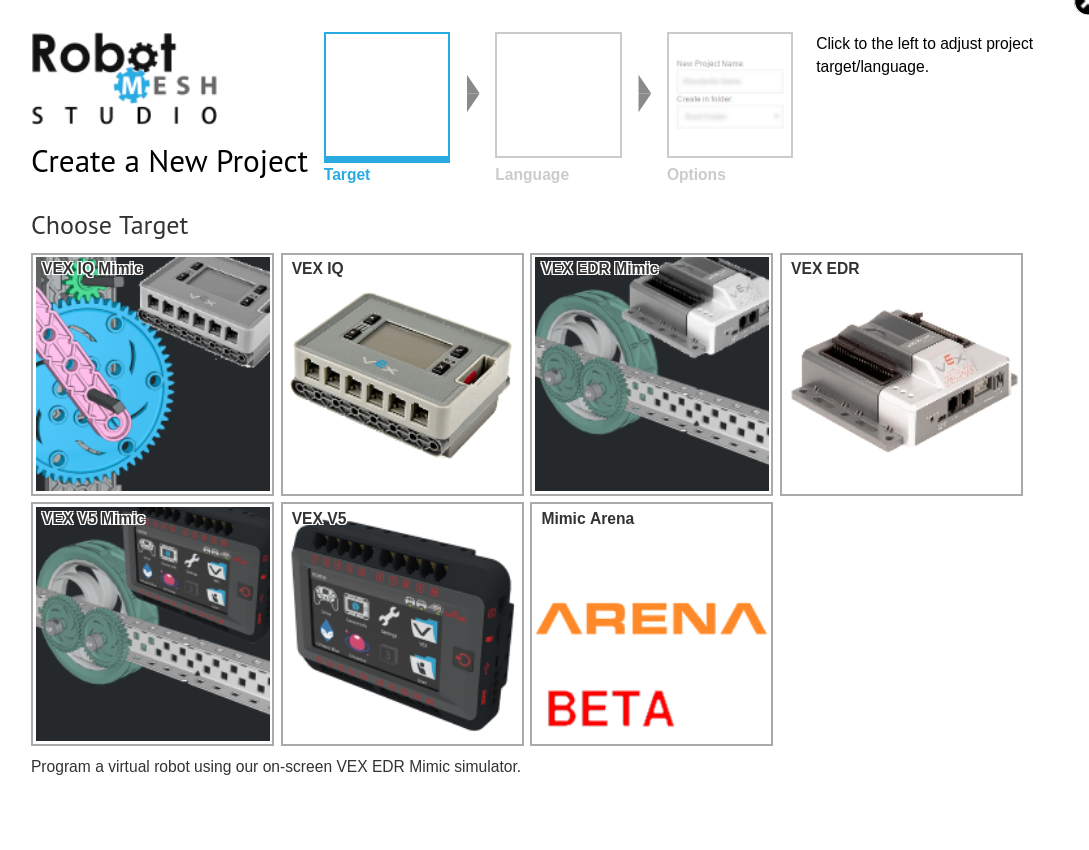 Robot
MESH
STUDIO
Create a New Project
Target
Language
New Project Name:
Create in folder:
Options
Click to the left to adjust project
target/language.
Choose Target
VEX IQ Mimic
VEX IQ
VEX EDR Mimic
VEX EDR
VEX V5 Mimic
VEX V5
Mimic Arena
ARENA
BETA
Program a virtual robot using our on-screen VEX EDR Mimic simulator.